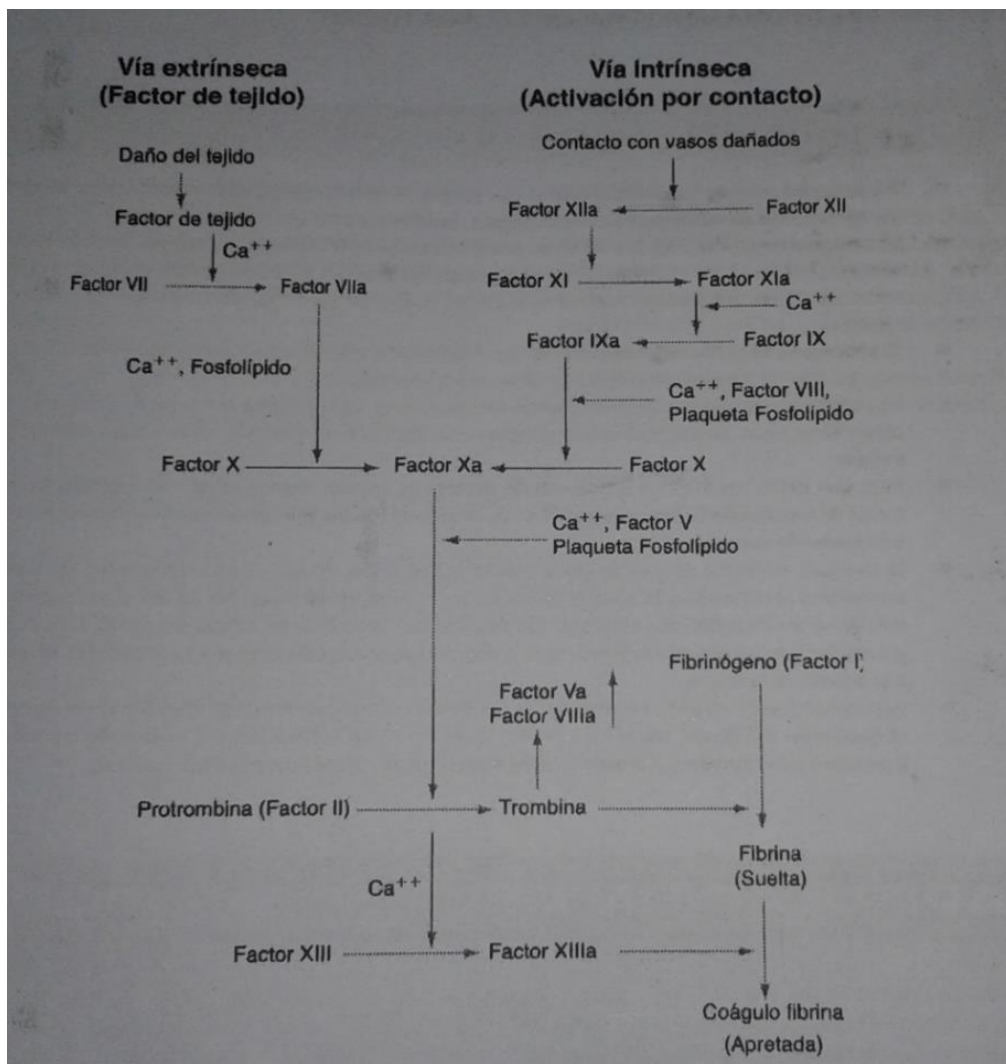 Vía extrínseca
(Factor de tejido)
Vía Intrínseca
(Activación por contacto)
Daño del tejido
Contacto con vasos dañados
Factor de tejido
Factor XIIa
Factor XII
Ca++
Factor VII
Factor VIIa
Factor XI
Factor XIa
Ca++
Factor IXa
Factor IX
Ca++, Fosfolípido
Ca++, Factor VIII,
Plaqueta Fosfolípido
Factor X
Factor Xa
Factor X
Ca++, Factor V
Plaqueta Fosfolípido
Fibrinógeno (Factor I)
Factor Va
Factor VIIIa
Protrombina (Factor II)
Trombina
Fibrina
(Suelta)
Ca++
Factor XIII
Factor XIIIa
Coágulo fibrina
(Apretada)